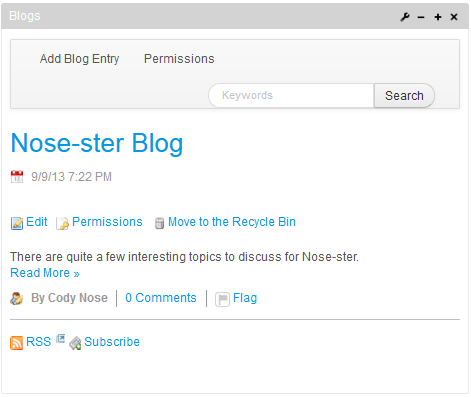 Blogs
Add Blog Entry Permissions
Keywords Search
Nose-ster Blog
9/9/13 7:22 PM
Edit Permissions Move to the Recycle Bin
There are quite a few interesting topics to discuss for Nose-ster.
Read More »
By Cody Nose 0 Comments Flag
RSS Subscribe